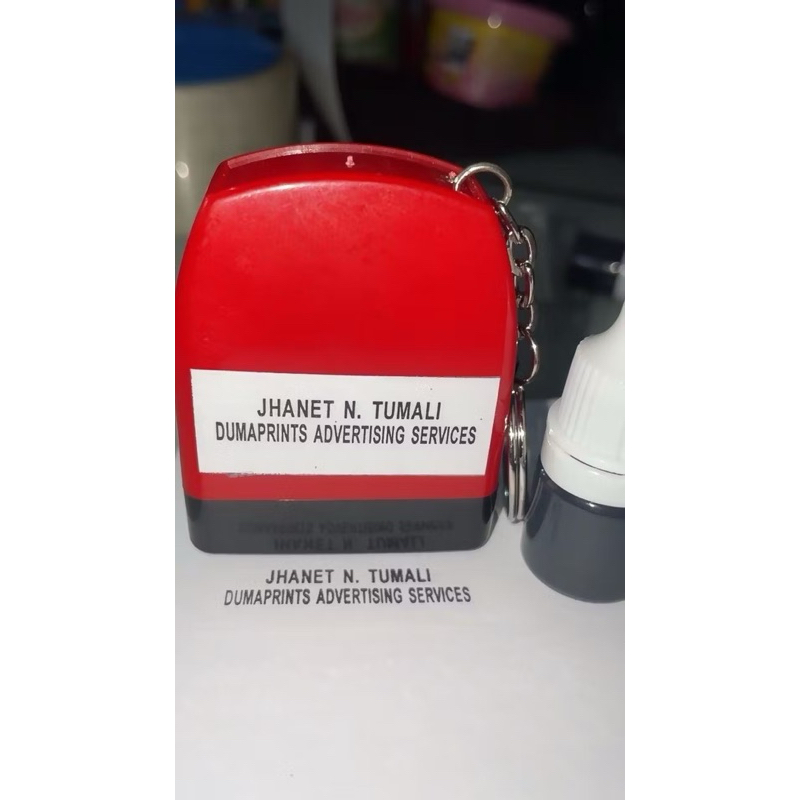 JHANET N. TUMALI
DUMAPRINTS ADVERTISING SERVICES
JHANET N. TUMALI
DUMAPRINTS ADVERTISING SERVICES